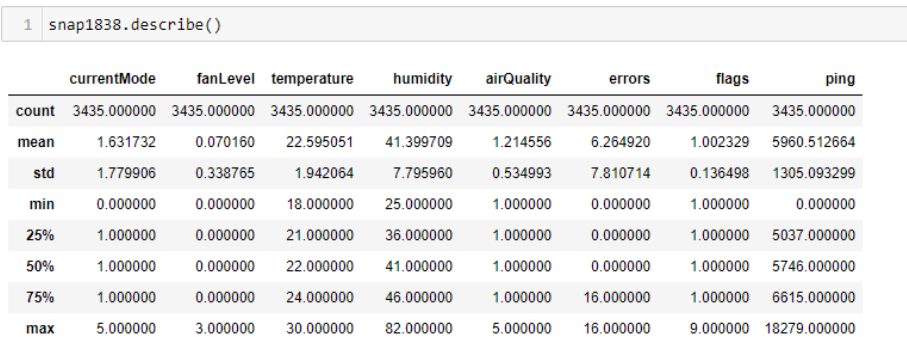 1 snap1838.describe()
currentMode fanLevel temperature humidity airQuality errors flags ping
count 3435.000000 3435.000000 3435.000000 3435.000000 3435.000000 3435.000000 3435.000000 3435.000000
mean 1.631732 0.070160 22.595051 41.399709 1.214556 6.264920 1.002329 5960.512664
std 1.779906 0.338765 1.942064 7.795960 0.534993 7.810714 0.136498 1305.093299
min 0.000000 0.000000 18.000000 25.000000 1.000000 0.000000 1.000000 0.000000
25% 1.000000 0.000000 21.000000 36.000000 1.000000 0.000000 1.000000 5037.000000
50% 1.000000 0.000000 22.000000 41.000000 1.000000 0.000000 1.000000 5746.000000
75% 1.000000 0.000000 24.000000 46.000000 1.000000 16.000000 1.000000 6615.000000
max 5.000000 3.000000 30.000000 82.000000 5.000000 16.000000 9.000000 18279.000000